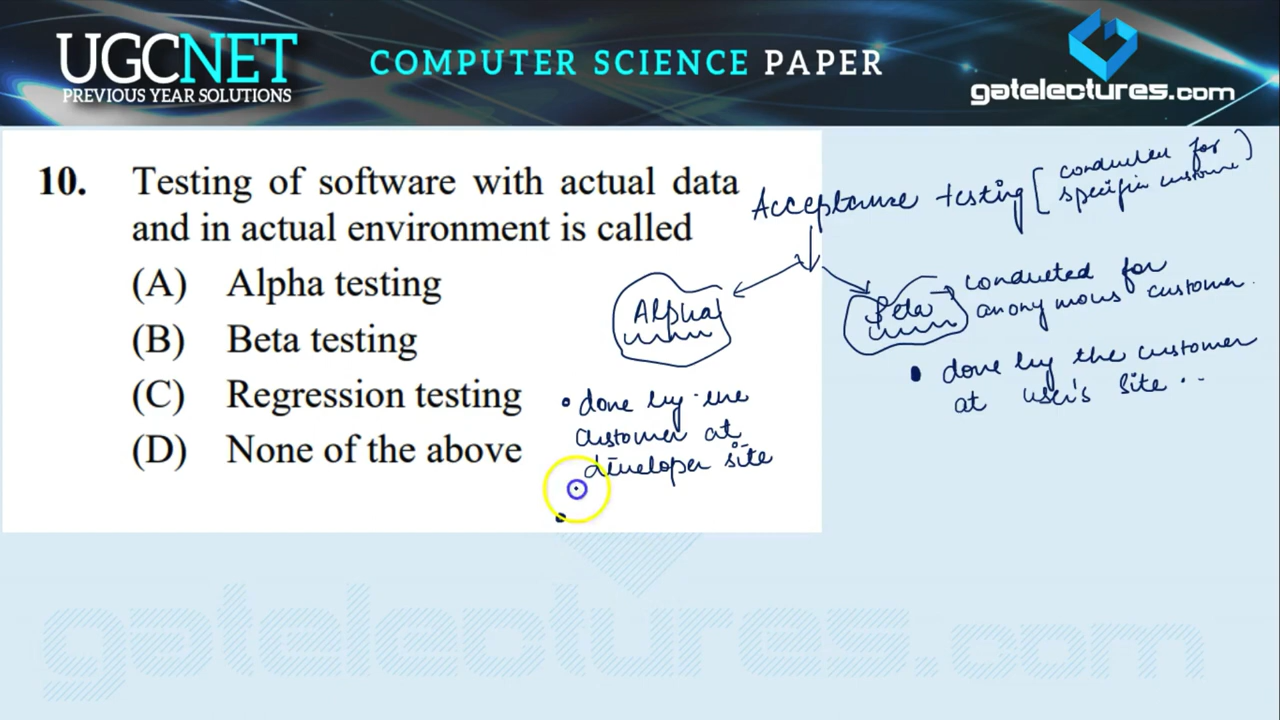 UGCNET
PREVIOUS YEAR SOLUTIONS
COMPUTER SCIENCE PAPER
gatelectures.com
10. Testing of software with actual data
and in actual environment is called
(A) Alpha testing
(B) Beta testing
(C) Regression testing
(D) None of the above
Acceptance testing [conducted for
specific custome)
Alpha
• done by the
customer at
developer site
Beta
conducted for
anonymous customer.
• done by the customer
at user's site ..
gatelectures.com